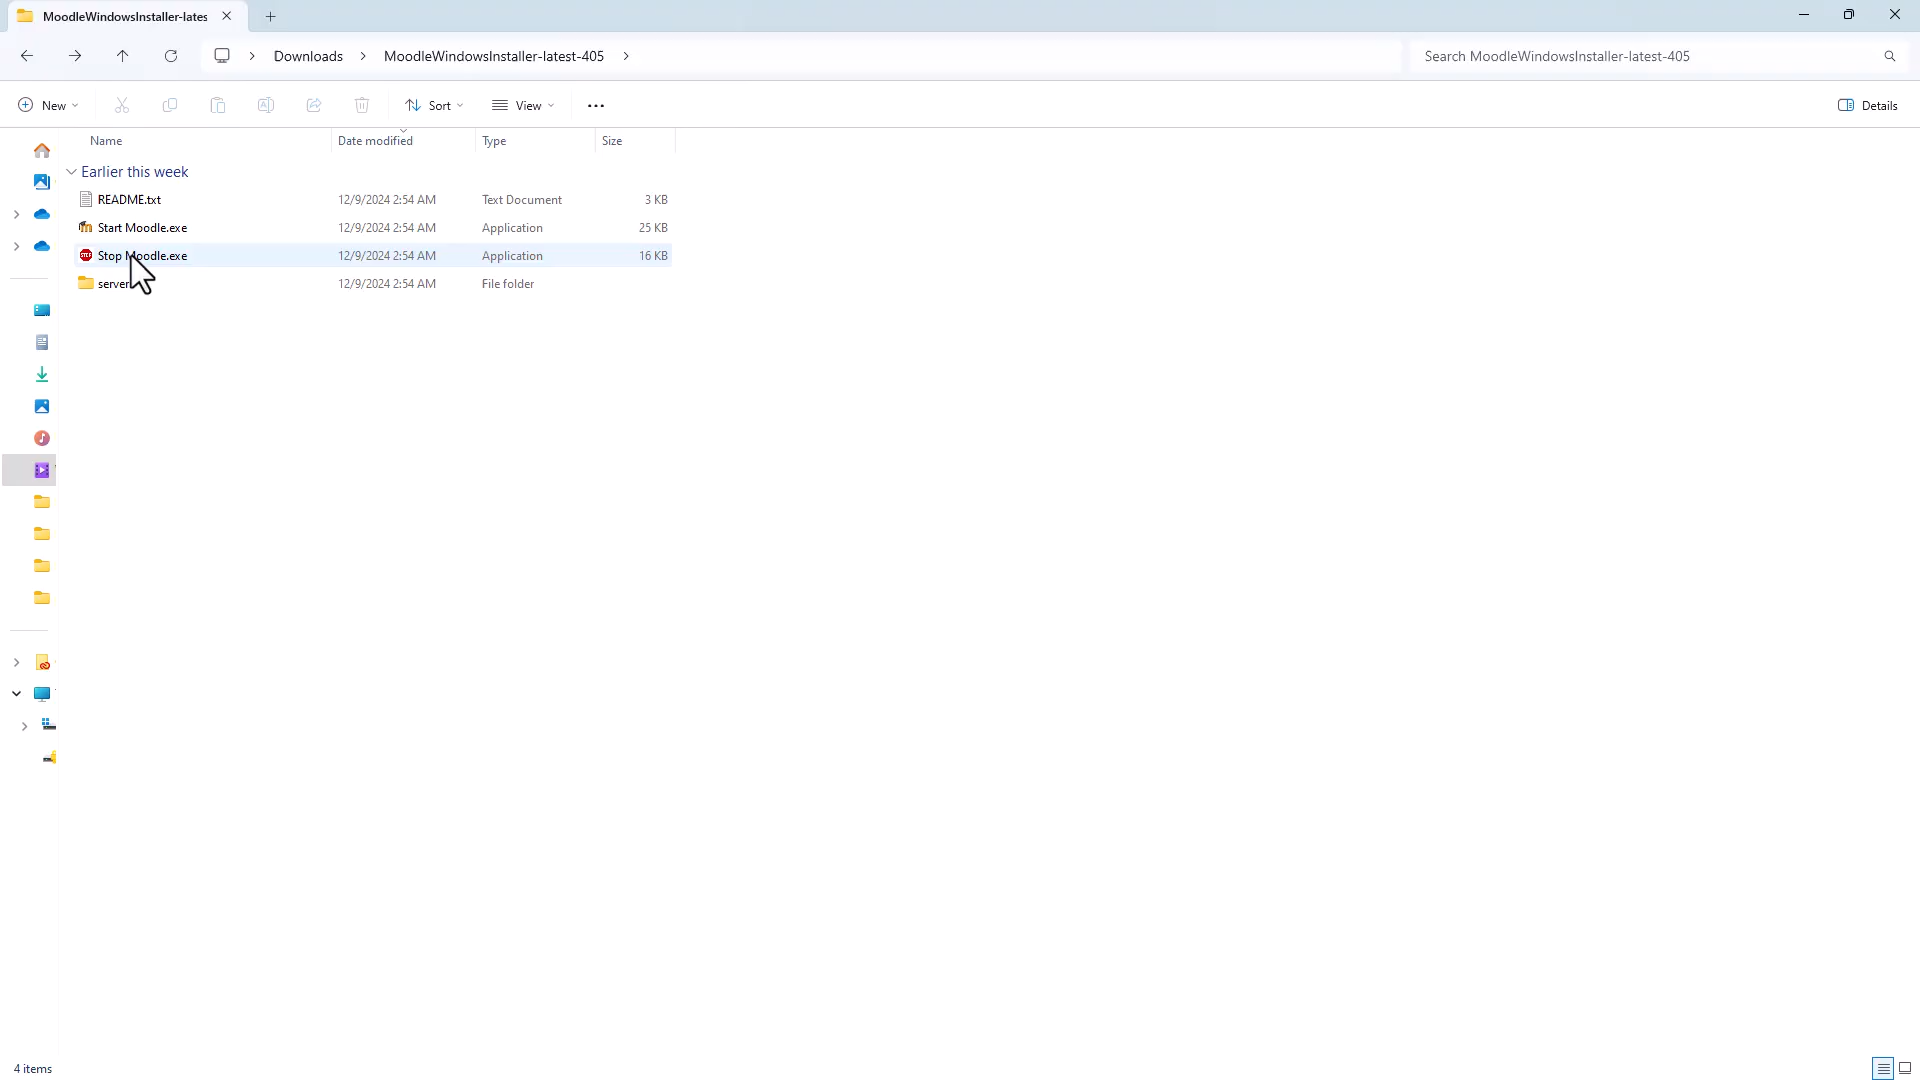 MoodleWindowsInstaller-lates
Downloads MoodleWindowsInstaller-latest-405 Search MoodleWindowsInstaller-latest-405
New Sort View Details
Name Date modified Type Size
Earlier this week
README.txt 12/9/2024 2:54 AM Text Document 3 KB
Start Moodle.exe 12/9/2024 2:54 AM Application 25 KB
Stop Moodle.exe 12/9/2024 2:54 AM Application 16 KB
server 12/9/2024 2:54 AM File folder
4 items